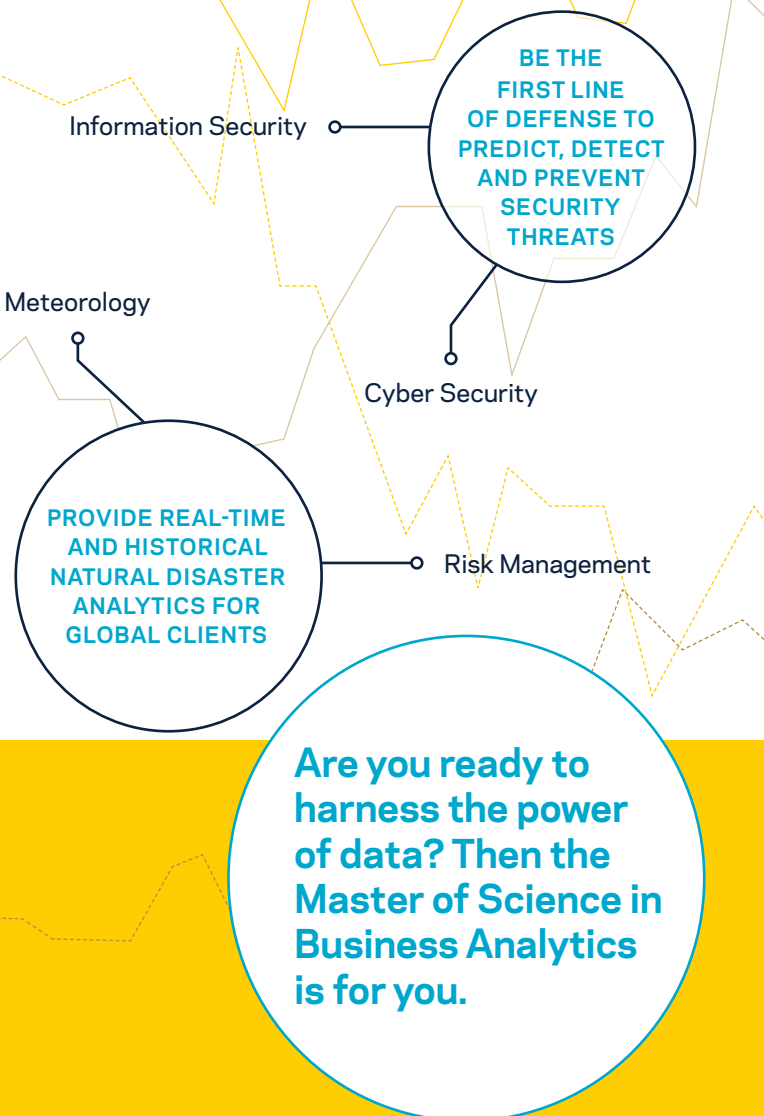 BE THE
FIRST LINE
OF DEFENSE TO
PREDICT, DETECT
AND PREVENT
SECURITY
THREATS
Information Security
Meteorology
Cyber Security
PROVIDE REAL-TIME
AND HISTORICAL
NATURAL DISASTER
ANALYTICS FOR
GLOBAL CLIENTS
Risk Management
Are you ready to
harness the power
of data? Then the
Master of Science in
Business Analytics
is for you.